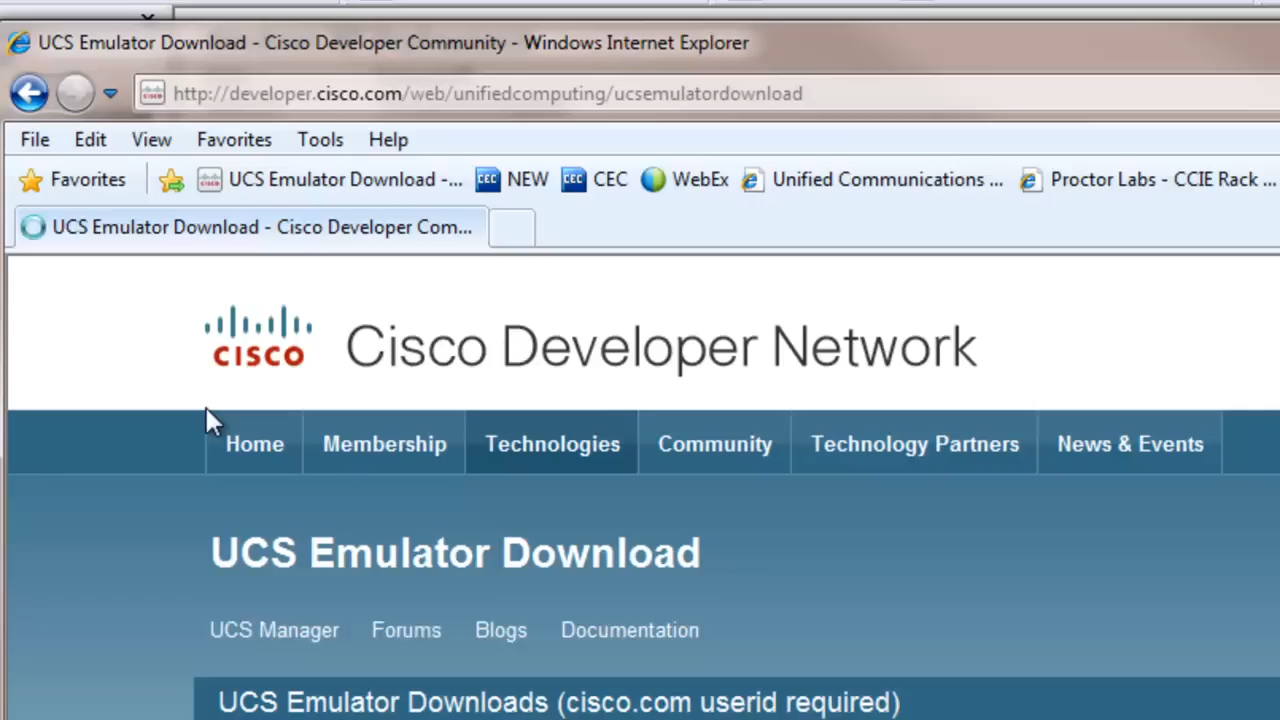 UCS Emulator Download - Cisco Developer Community - Windows Internet Explorer
http://developer.cisco.com/web/unifiedcomputing/ucsemulatordownload
File Edit View Favorites Tools Help
Favorites UCS Emulator Download -... CEC NEW CEC CEC WebEx Unified Communications ... Proctor Labs - CCIE Rack ...
UCS Emulator Download - Cisco Developer Com...
CISCO Cisco Developer Network
Home Membership Technologies Community Technology Partners News & Events
UCS Emulator Download
UCS Manager Forums Blogs Documentation
UCS Emulator Downloads (cisco.com userid required)